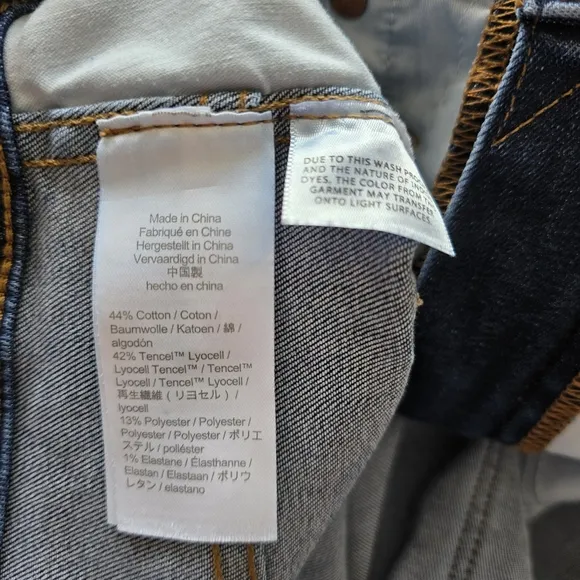 Made in China
Fabriqué en Chine
Hergesteilt in China
Vervaardigd in China
中国製
hecho en china
44% Cotton / Coton /
Baumwolle / Katoen / 綿 /
algodón
42% Tencel™ Lyocell /
Lyocell Tencel™ / Tencel™
Lyocell / Tencel™ Lyocell /
再生繊維（リヨセル）/
lyocell
13% Polyester / Polyester /
Polyester / Polyester / ポリエ
ステル / poliéster
1% Elastane / Élasthanne /
Elastan / Elastaan / ポリウ
レタン / elastano
DUE TO THIS WASH
AND THE NATURE OF
DYES, THE COLOR FROM
GARMENT MAY TRANSFER
ONTO LIGHT SURFACES.